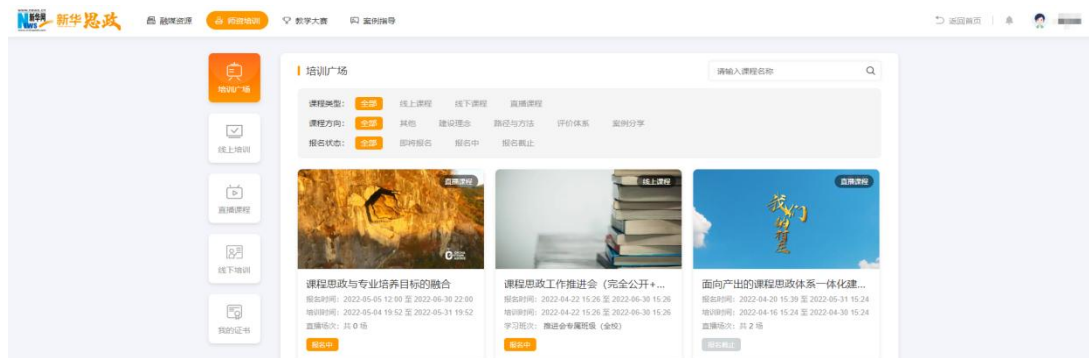 新华网 News 新华思政 融媒资源 师资培训 教学大赛 案例指导 返回首页
培训广场
线上培训
直播课程
线下培训
我的证书
培训广场 请输入课程名称
课程类型： 全部 线上课程 线下课程 直播课程
课程方向： 全部 其他 建设理念 路径与方法 评价体系 案例分享
报名状态： 全部 即将报名 报名中 报名截止
直播课程
课程思政与专业培养目标的融合
报名时间：2022-05-05 12:00 至 2022-06-30 22:00
培训时间：2022-05-04 19:52 至 2022-05-31 19:52
直播场次：共 0 场
报名中
线上课程
课程思政工作推进会（完全公开+...
报名时间：2022-04-22 15:26 至 2022-06-30 15:26
培训时间：2022-04-22 15:26 至 2022-06-30 15:26
学习班次：推进会专属班级（全校）
报名中
直播课程
我们的理想
面向产出的课程思政体系一体化建...
报名时间：2022-04-20 15:39 至 2022-05-31 15:24
培训时间：2022-04-16 15:24 至 2022-04-30 15:24
直播场次：共 2 场
报名截止